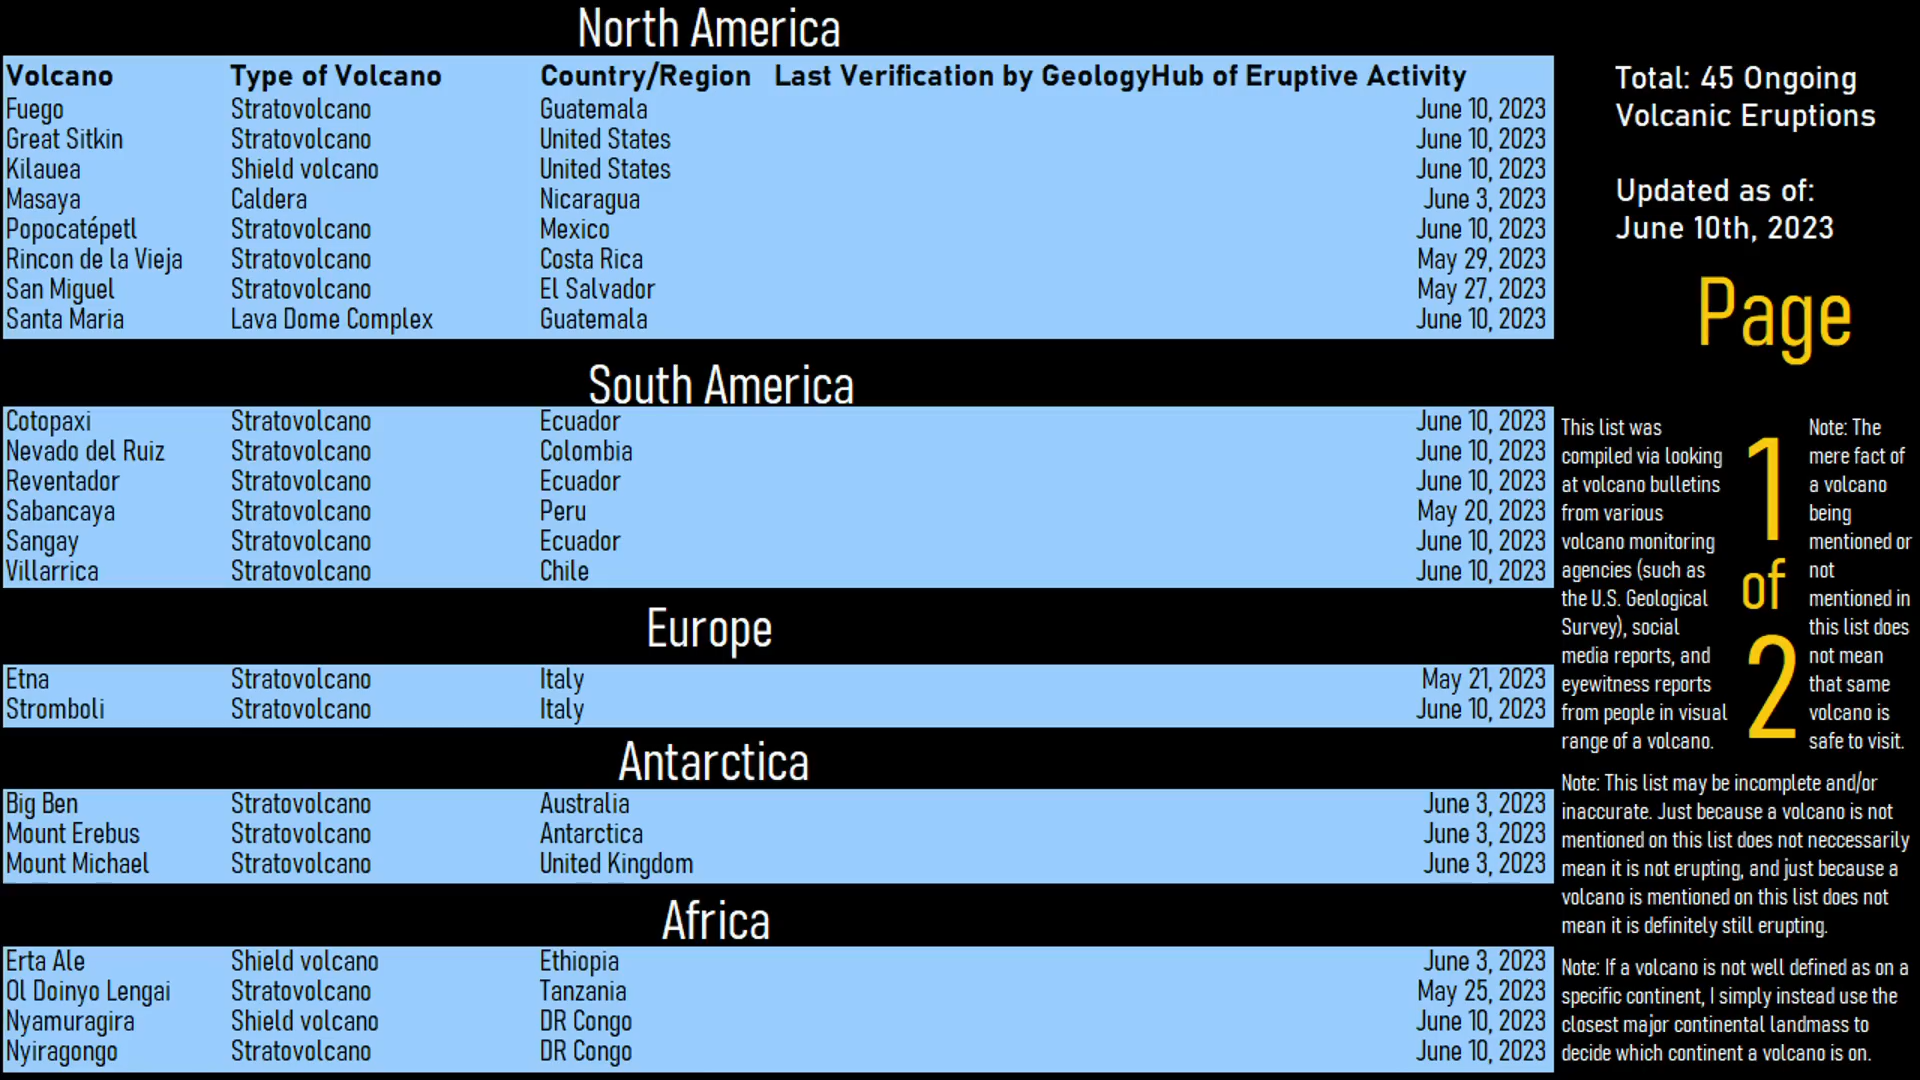 North America
Volcano Type of Volcano Country/Region Last Verification by GeologyHub of Eruptive Activity
Fuego Stratovolcano Guatemala June 10, 2023
Great Sitkin Stratovolcano United States June 10, 2023
Kilauea Shield volcano United States June 10, 2023
Masaya Caldera Nicaragua June 3, 2023
Popocatépetl Stratovolcano Mexico June 10, 2023
Rincon de la Vieja Stratovolcano Costa Rica May 29, 2023
San Miguel Stratovolcano El Salvador May 27, 2023
Santa Maria Lava Dome Complex Guatemala June 10, 2023
South America
Cotopaxi Stratovolcano Ecuador June 10, 2023
Nevado del Ruiz Stratovolcano Colombia June 10, 2023
Reventador Stratovolcano Ecuador June 10, 2023
Sabancaya Stratovolcano Peru May 20, 2023
Sangay Stratovolcano Ecuador June 10, 2023
Villarrica Stratovolcano Chile June 10, 2023
Europe
Etna Stratovolcano Italy May 21, 2023
Stromboli Stratovolcano Italy June 10, 2023
Antarctica
Big Ben Stratovolcano Australia June 3, 2023
Mount Erebus Stratovolcano Antarctica June 3, 2023
Mount Michael Stratovolcano United Kingdom June 3, 2023
Africa
Erta Ale Shield volcano Ethiopia June 3, 2023
Ol Doinyo Lengai Stratovolcano Tanzania May 25, 2023
Nyamuragira Shield volcano DR Congo June 10, 2023
Nyiragongo Stratovolcano DR Congo June 10, 2023
Total: 45 Ongoing
Volcanic Eruptions
Updated as of:
June 10th, 2023
Page
1
of
2
This list was
compiled via looking
at volcano bulletins
from various
volcano monitoring
agencies (such as
the U.S. Geological
Survey), social
media reports, and
eyewitness reports
from people in visual
range of a volcano.
Note: The
mere fact of
a volcano
being
mentioned or
not
mentioned in
this list does
not mean
that same
volcano is
safe to visit.
Note: This list may be incomplete and/or
inaccurate. Just because a volcano is not
mentioned on this list does not neccessarily
mean it is not erupting, and just because a
volcano is mentioned on this list does not
mean it is definitely still erupting.
Note: If a volcano is not well defined as on a
specific continent, I simply instead use the
closest major continental landmass to
decide which continent a volcano is on.